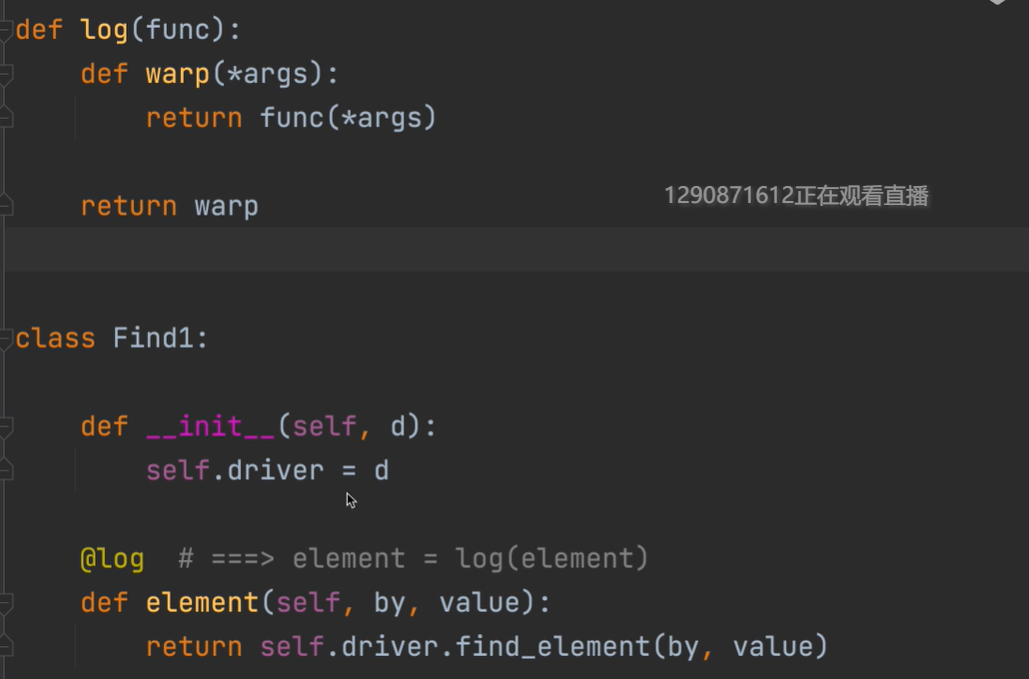 def log(func):
    def warp(*args):
        return func(*args)
    return warp
1290871612正在观看直播
class Find1:
    def __init__(self, d):
        self.driver = d
    @log  # ===> element = log(element)
    def element(self, by, value):
        return self.driver.find_element(by, value)